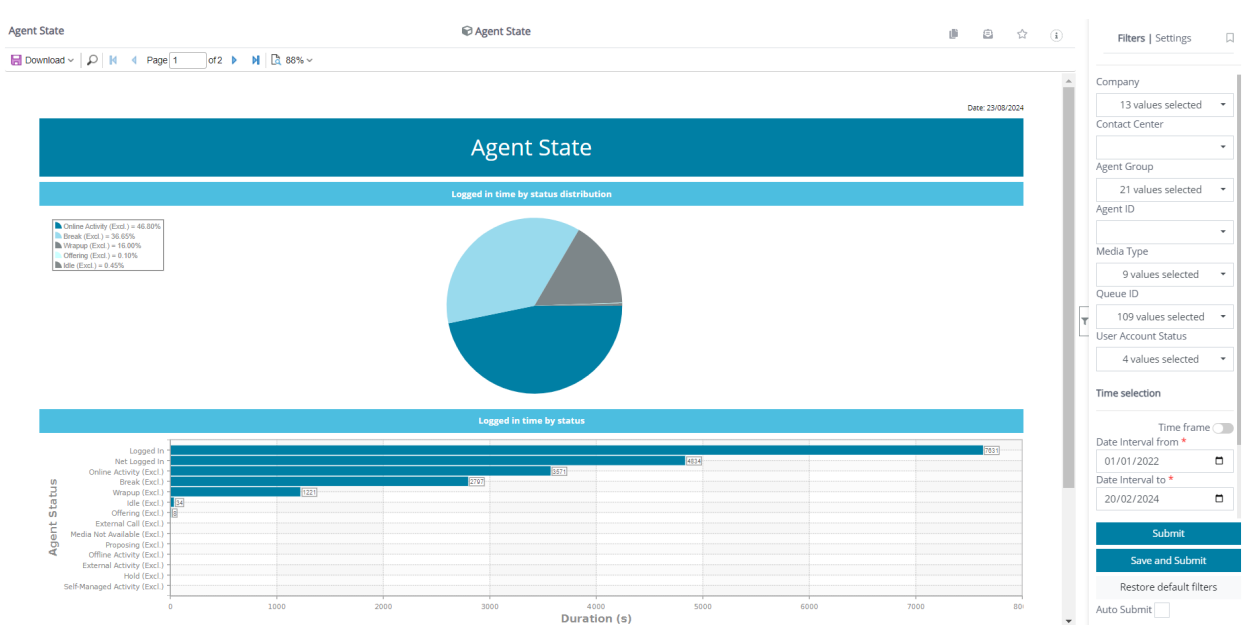 Agent State
Agent State
Filters | Settings
Download
Page 1 of 2
88%
Date: 23/08/2024
Agent State
Logged in time by status distribution
Online Activity (Excl.) = 46.80%
Break (Excl.) = 36.65%
Wrapup (Excl.) = 16.00%
Offering (Excl.) = 0.10%
Idle (Excl.) = 0.45%
Logged in time by status
Agent Status
Logged In 7631
Net Logged In 4834
Online Activity (Excl.) 3571
Break (Excl.) 2797
Wrapup (Excl.) 1221
Idle (Excl.) 34
Offering (Excl.) 8
External Call (Excl.)
Media Not Available (Excl.)
Proposing (Excl.)
Offline Activity (Excl.)
External Activity (Excl.)
Hold (Excl.)
Self-Managed Activity (Excl.)
0 1000 2000 3000 4000 5000 6000 7000 80
Duration (s)
Company
13 values selected
Contact Center
Agent Group
21 values selected
Agent ID
Media Type
9 values selected
Queue ID
109 values selected
User Account Status
4 values selected
Time selection
Time frame
Date Interval from *
01/01/2022
Date Interval to *
20/02/2024
Submit
Save and Submit
Restore default filters
Auto Submit